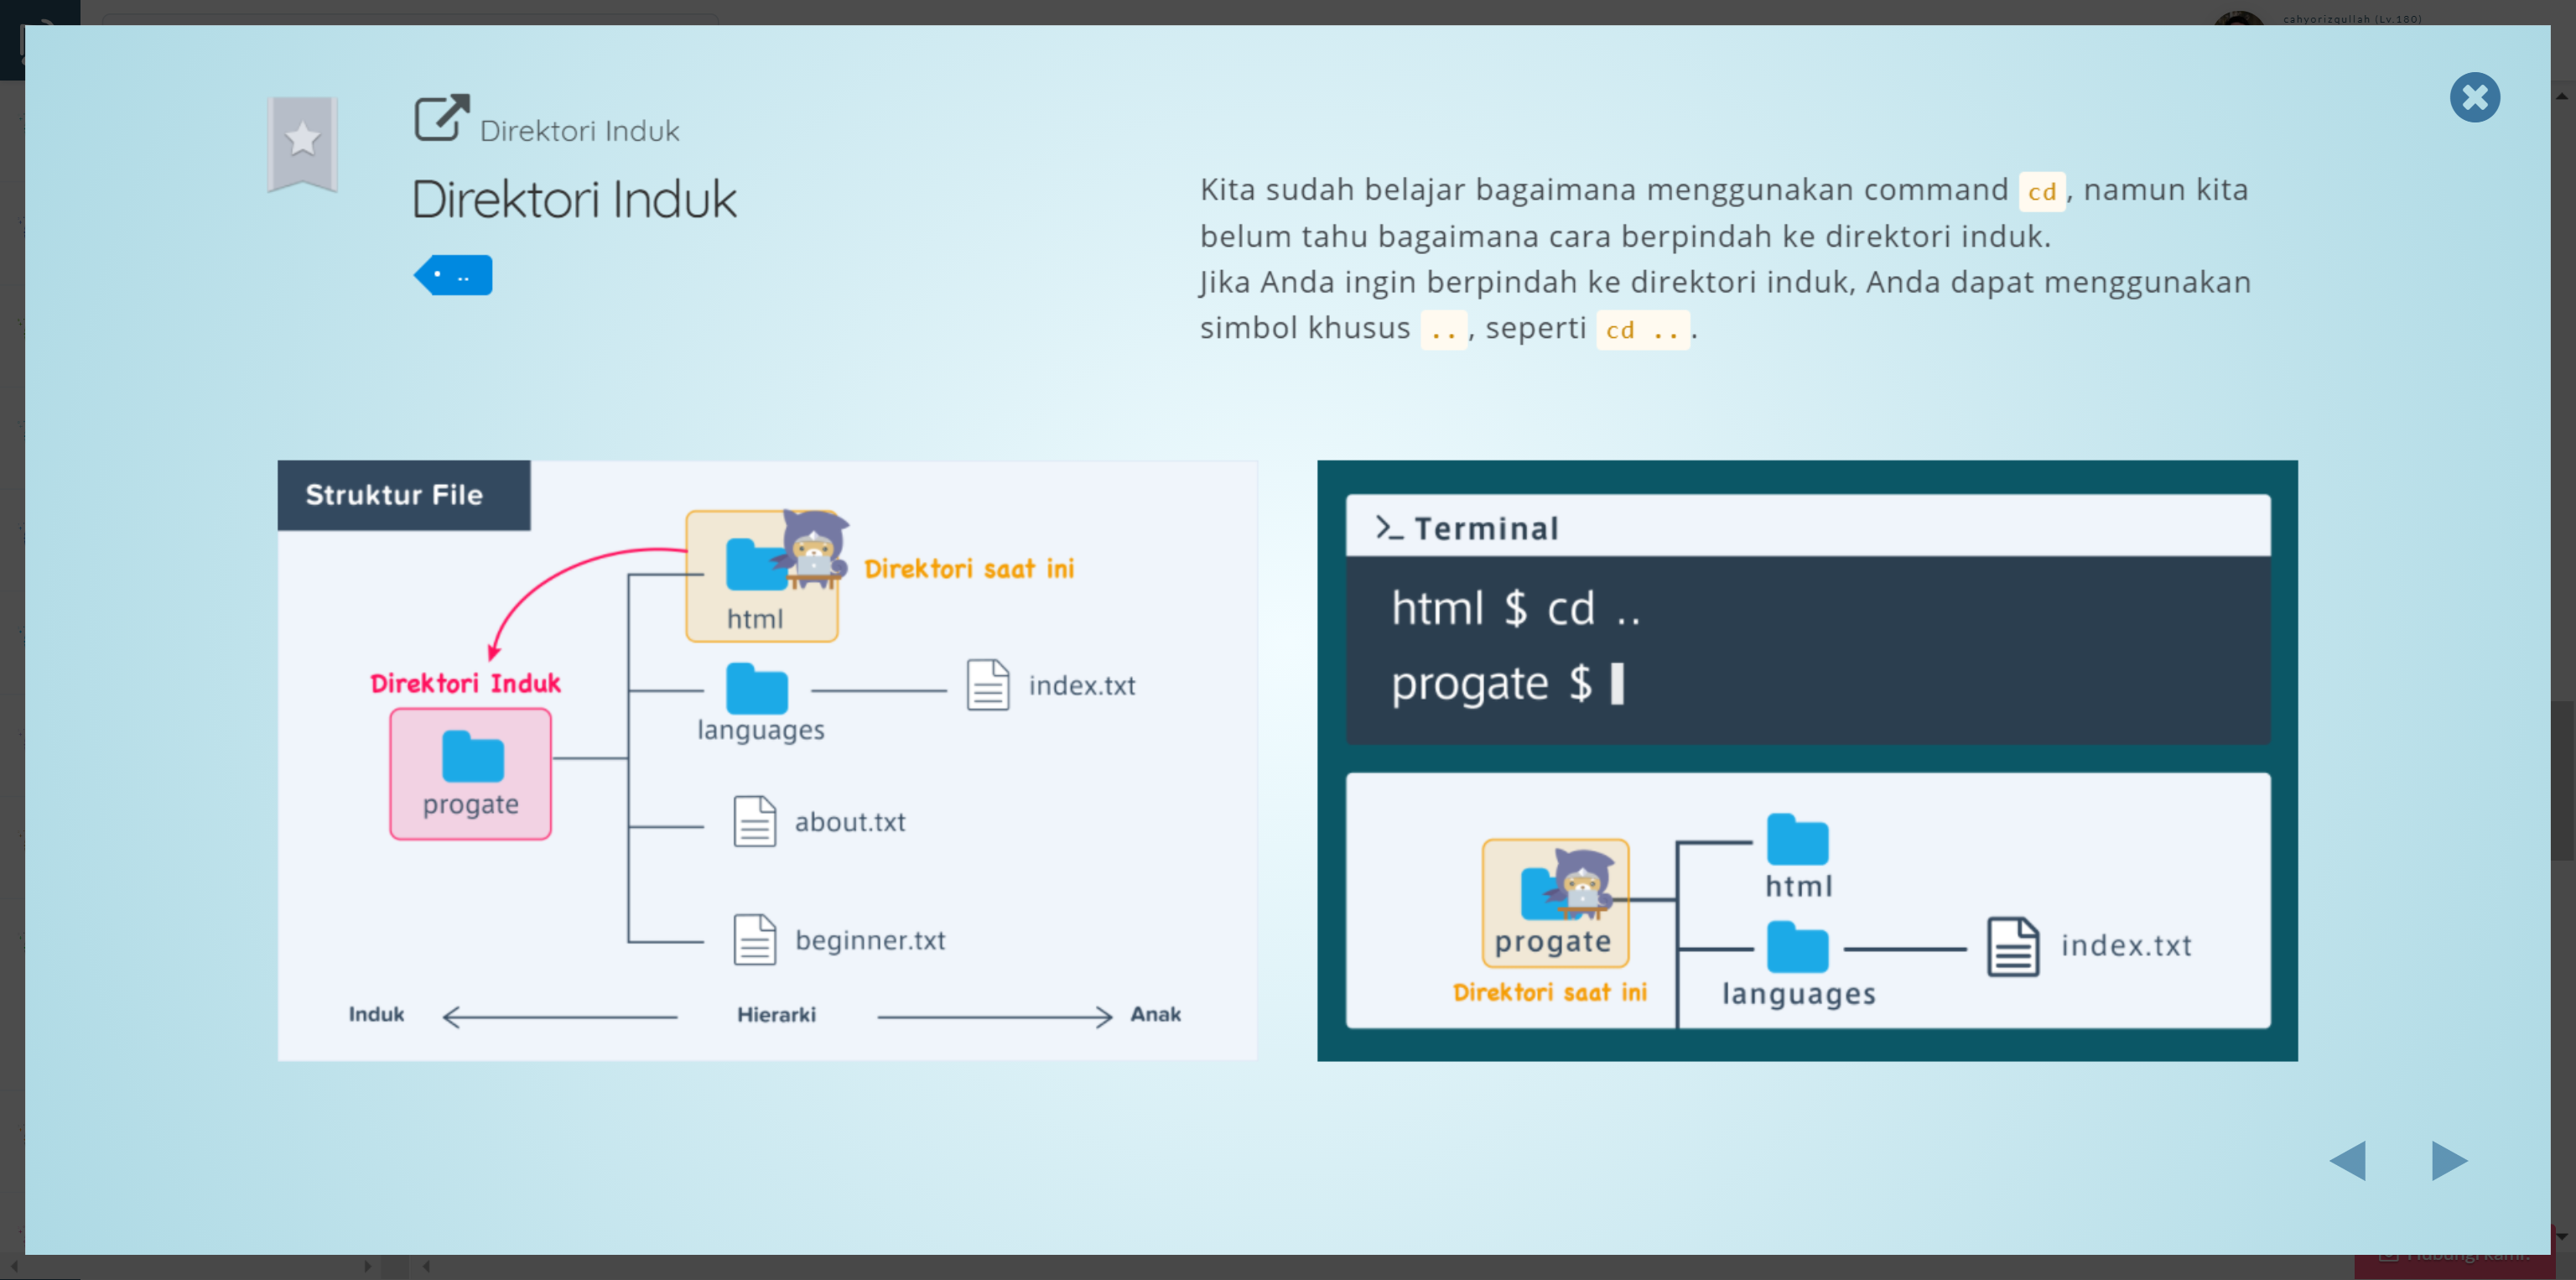 cahyorizqullah (Lv.180)
Direktori Induk
Direktori Induk
..
Kita sudah belajar bagaimana menggunakan command cd, namun kita
belum tahu bagaimana cara berpindah ke direktori induk.
Jika Anda ingin berpindah ke direktori induk, Anda dapat menggunakan
simbol khusus .., seperti cd ...
Struktur File
html
Direktori saat ini
Direktori Induk
progate
languages
index.txt
about.txt
beginner.txt
Induk
Hierarki
Anak
>_ Terminal
html $ cd ..
progate $
html
progate
Direktori saat ini
languages
index.txt
Hubungi kami.